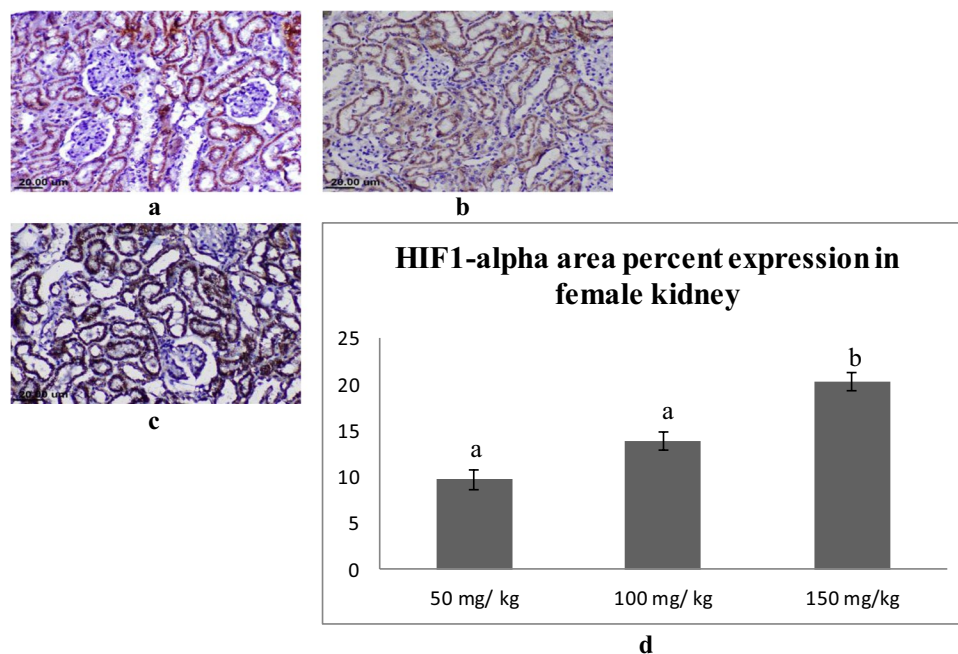 20.00 um
20.00 um
a
b
20.00 um
c
HIF1-alpha area percent expression in
female kidney
25
20
15
10
5
0
a
a
b
50 mg/ kg
100 mg/ kg
150 mg/kg
d